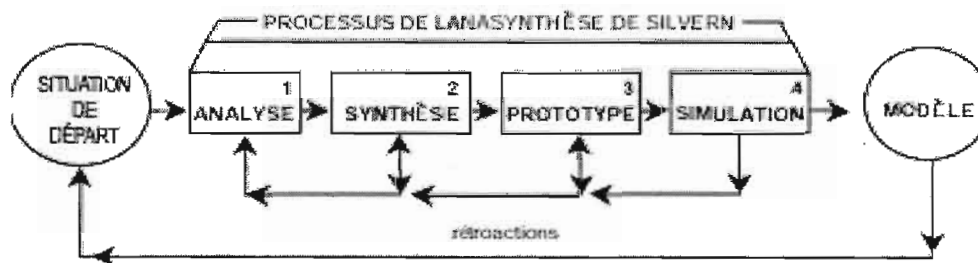 PROCESSUS DE LANASYNTHÈSE DE SILVERN
SITUATION
DE
DÉPART
1
ANALYSE
2
SYNTHÈSE
3
PROTOTYPE
4
SIMULATION
MODÈLE
rétroactions